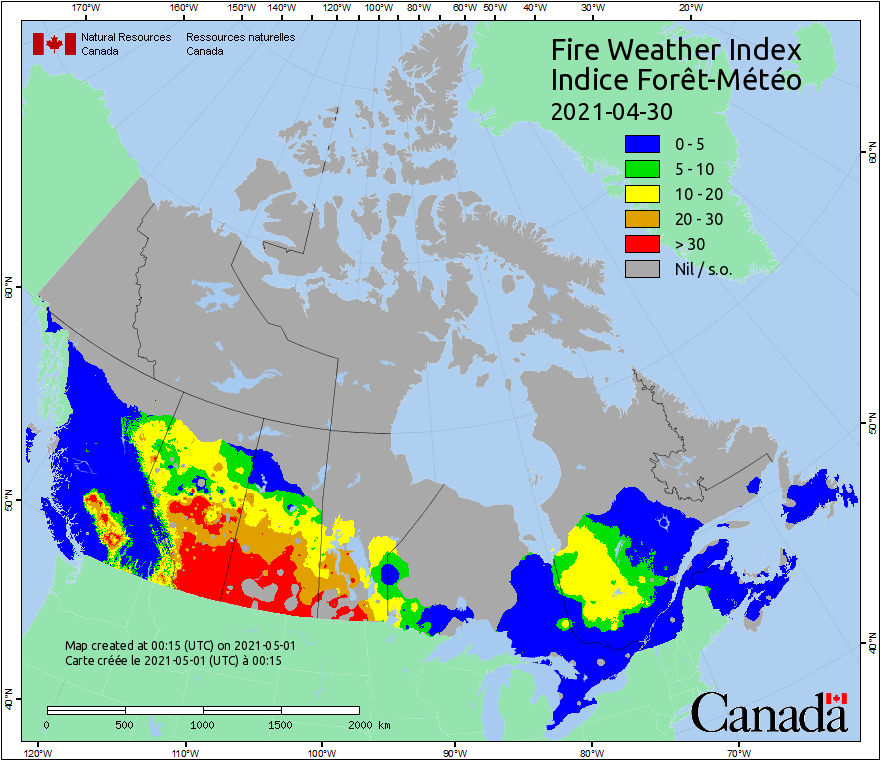 170°W 160°W 150°W 140°W 130°W 120°W 110°W 100°W 90°W 80°W 60°W 50°W 40°W 30°W 20°W
Natural Resources Ressources naturelles
Canada Canada
Fire Weather Index
Indice Forêt-Météo
2021-04-30
0 - 5
5 - 10
10 - 20
20 - 30
> 30
Nil / s.o.
60°N
60°N
50°N
50°N
40°N
40°N
Map created at 00:15 (UTC) on 2021-05-01
Carte créée le 2021-05-01 (UTC) à 00:15
0 500 1000 1500 2000 km
Canada
120°W 110°W 100°W 90°W 80°W 70°W